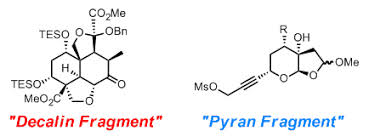 CO₂Me
TESO
O
OBn
TESO
H
MeO₂C
O
O
"Decalin Fragment"
R
OH
OMe
MsO
O
O
H
"Pyran Fragment"